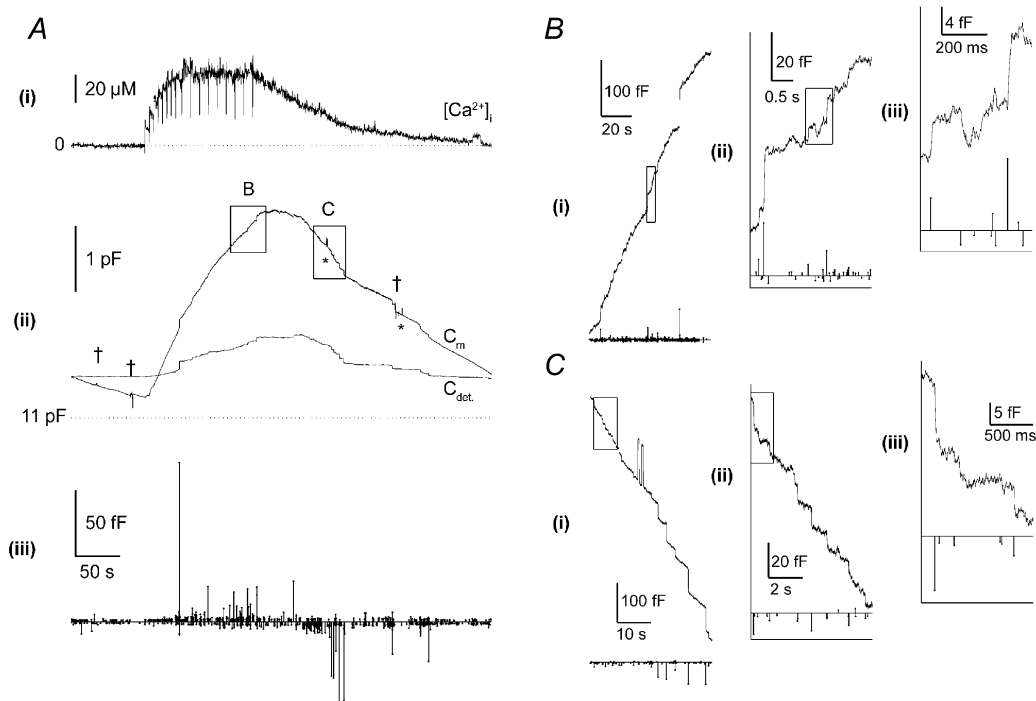 A
(i)
20 µM
[Ca²⁺]ᵢ
0
B
C
1 pF
*
†
*
(ii)
†
†
Cₘ
C_det.
11 pF
50 fF
(iii)
50 s
B
100 fF
20 s
(i)
20 fF
0.5 s
(ii)
4 fF
200 ms
(iii)
C
(i)
100 fF
10 s
(ii)
20 fF
2 s
(iii)
5 fF
500 ms